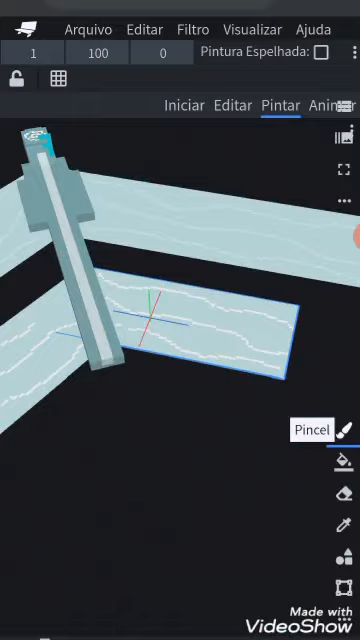 Arquivo Editar Filtro Visualizar Ajuda
1 100 0 Pintura Espelhada:
Iniciar Editar Pintar
Pincel
Made with
VideoShow